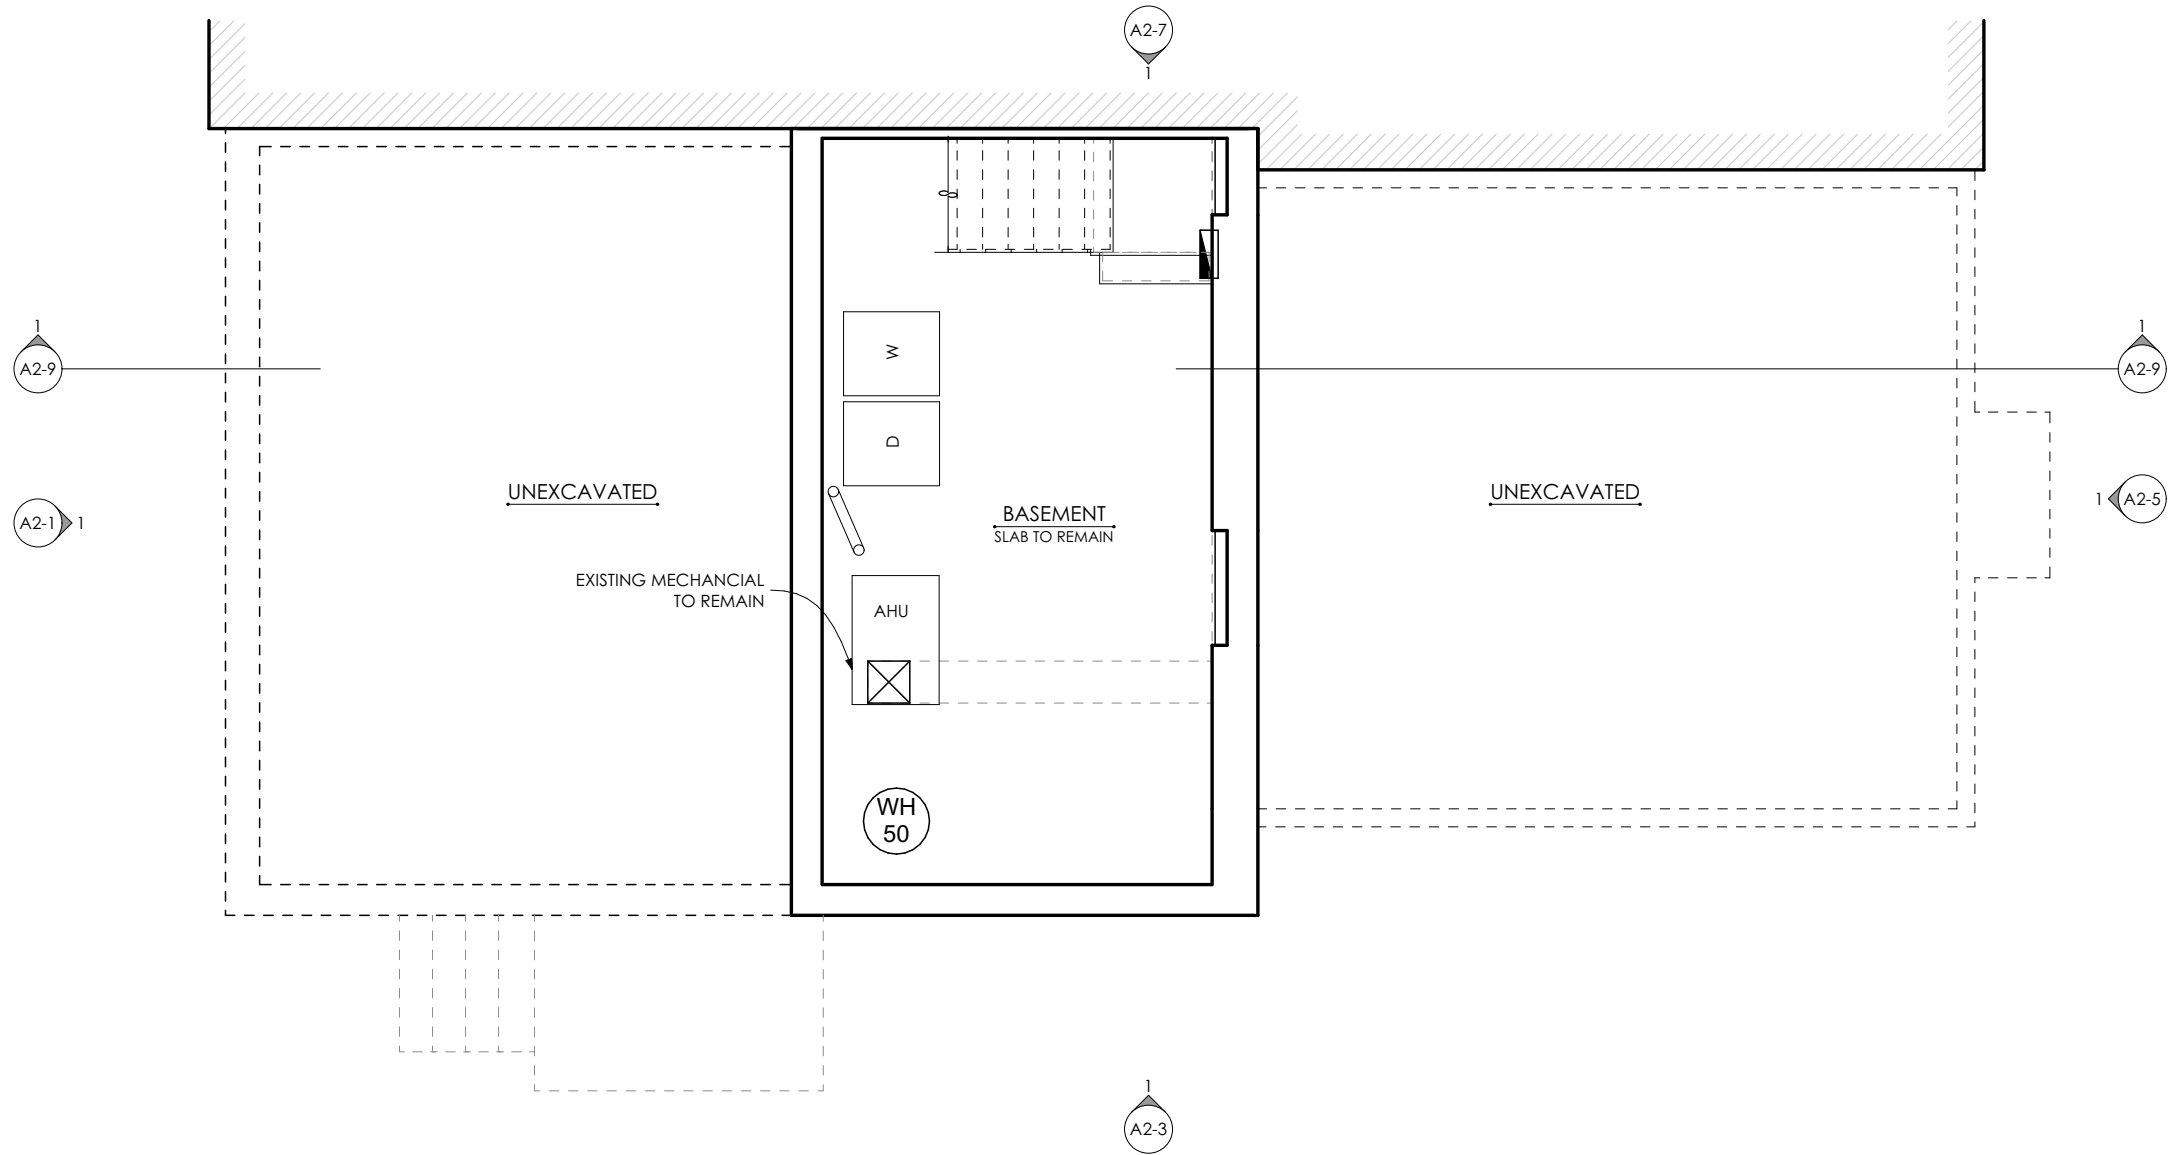 A2-7
1
1
A2-9
1
A2-9
W
D
UNEXCAVATED
BASEMENT
SLAB TO REMAIN
UNEXCAVATED
A2-1
1
1
A2-5
EXISTING MECHANCIAL
TO REMAIN
AHU
WH
50
1
A2-3